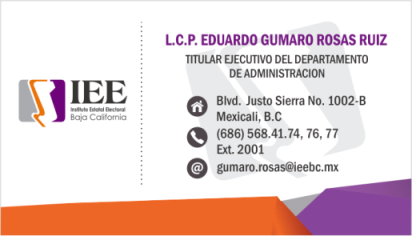 L.C.P. EDUARDO GUMARO ROSAS RUIZ
TITULAR EJECUTIVO DEL DEPARTAMENTO
DE ADMINISTRACION
IEE
Instituto Estatal Electoral
Baja California
Blvd. Justo Sierra No. 1002-B
Mexicali, B.C
(686) 568.41.74, 76, 77
Ext. 2001
@ gumaro.rosas@ieebc.mx